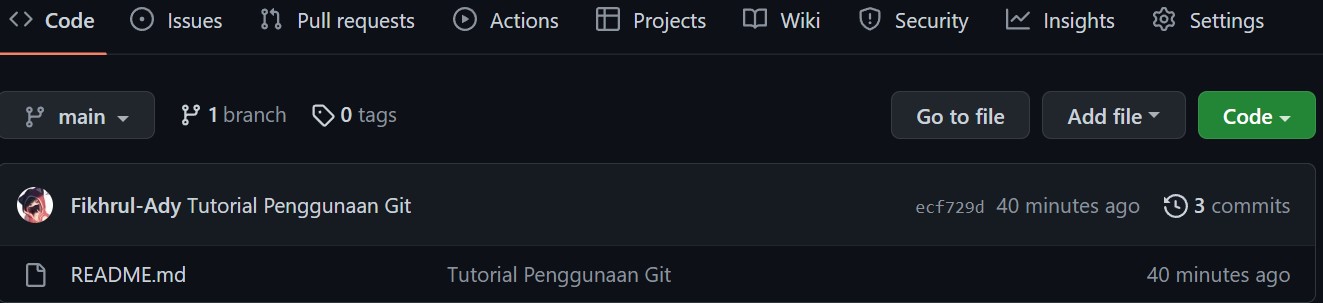 Code Issues Pull requests Actions Projects Wiki Security Insights Settings
main 1 branch 0 tags Go to file Add file Code
Fikhrul-Ady Tutorial Penggunaan Git ecf729d 40 minutes ago 3 commits
README.md Tutorial Penggunaan Git 40 minutes ago